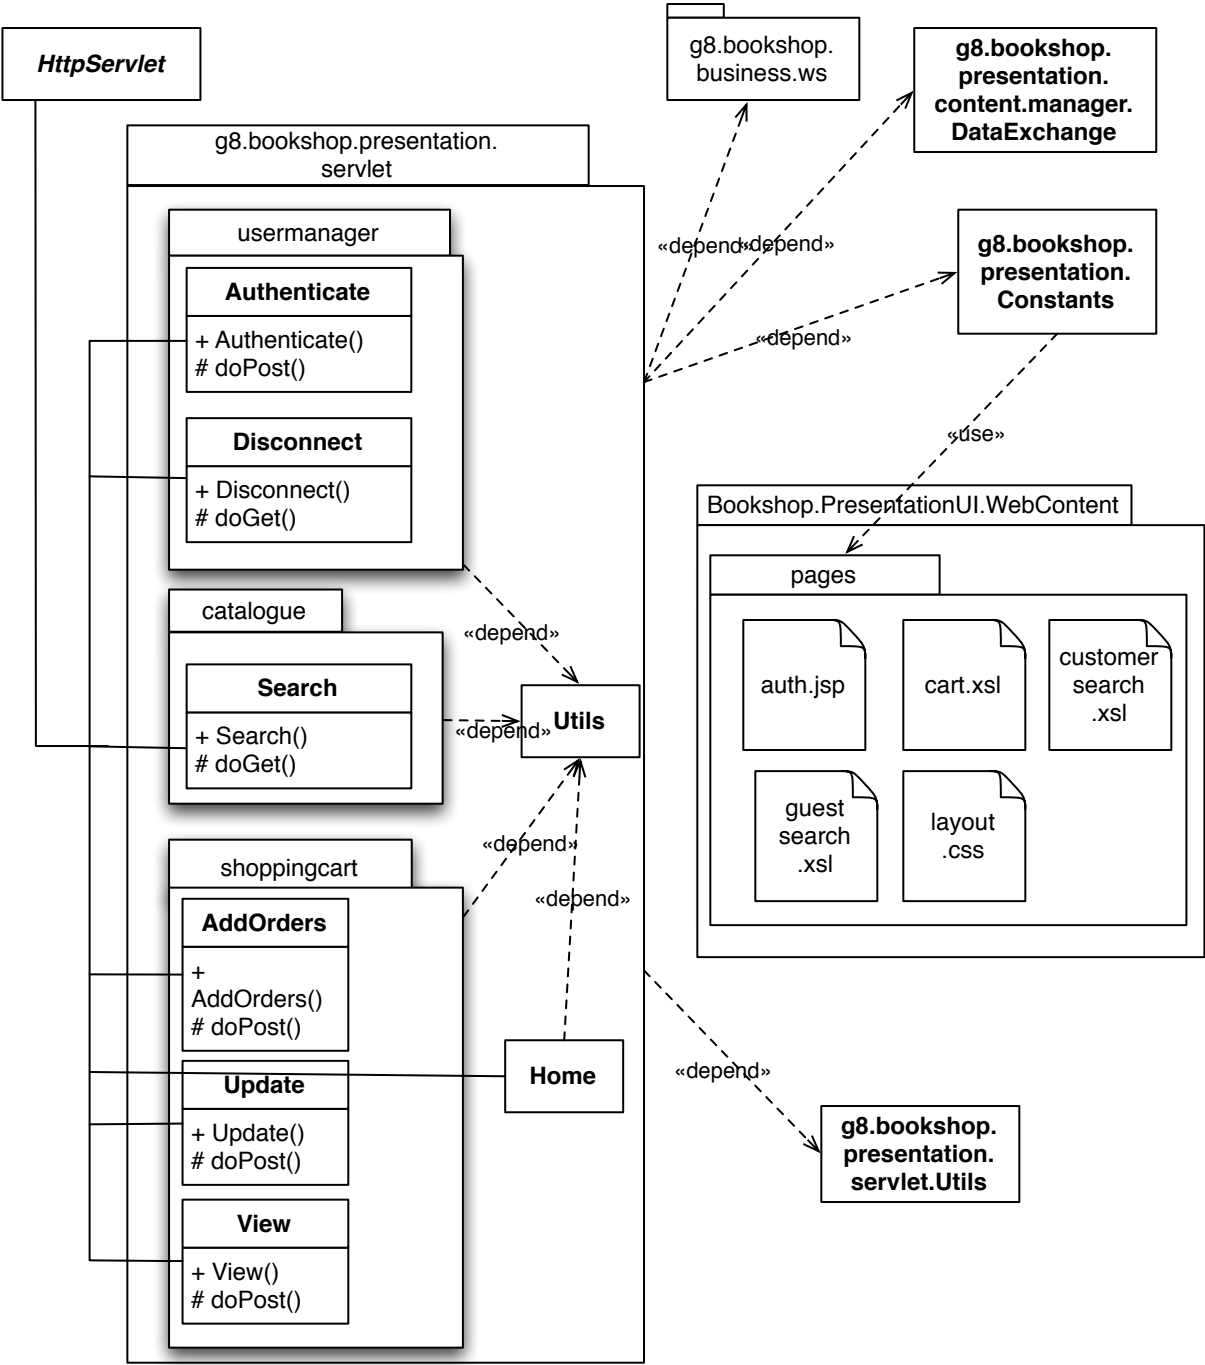 HttpServlet
g8.bookshop.
business.ws
g8.bookshop.
presentation.
content.manager.
DataExchange
g8.bookshop.presentation.
servlet
usermanager
Authenticate
+ Authenticate()
# doPost()
Disconnect
+ Disconnect()
# doGet()
«depend»
«depend»
g8.bookshop.
presentation.
Constants
«depend»
«use»
Bookshop.PresentationUI.WebContent
pages
auth.jsp
cart.xsl
customer
search
.xsl
guest
search
.xsl
layout
.css
catalogue
Search
+ Search()
# doGet()
«depend»
«depend»
Utils
«depend»
«depend»
shoppingcart
AddOrders
+
AddOrders()
# doPost()
Update
+ Update()
# doPost()
View
+ View()
# doPost()
Home
«depend»
g8.bookshop.
presentation.
servlet.Utils